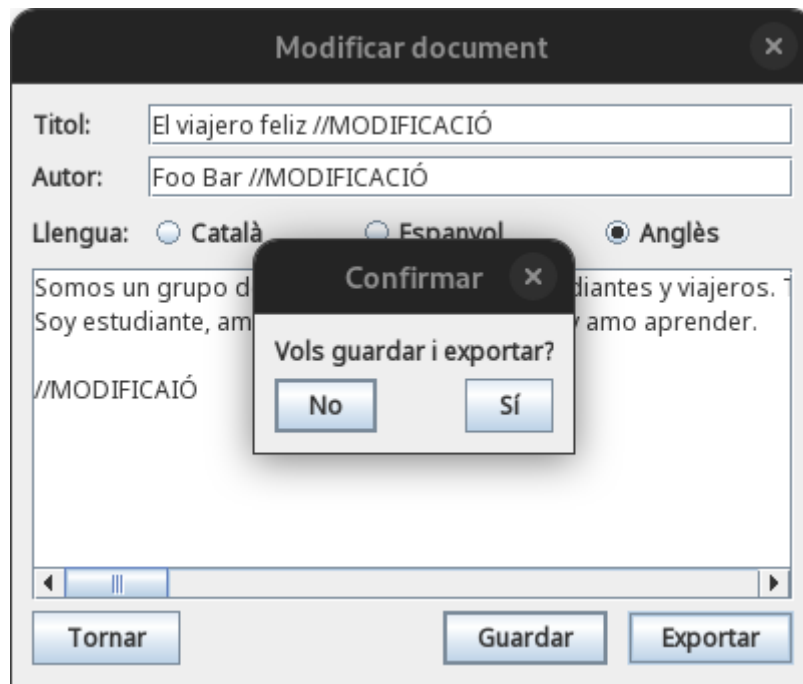 Modificar document
Titol: El viajero feliz //MODIFICACIÓ
Autor: Foo Bar //MODIFICACIÓ
Llengua: Català Espanyol Anglès
Somos un grupo d diantes y viajeros. T
Soy estudiante, am y amo aprender.
//MODIFICAIÓ
Confirmar
Vols guardar i exportar?
No Sí
Tornar Guardar Exportar